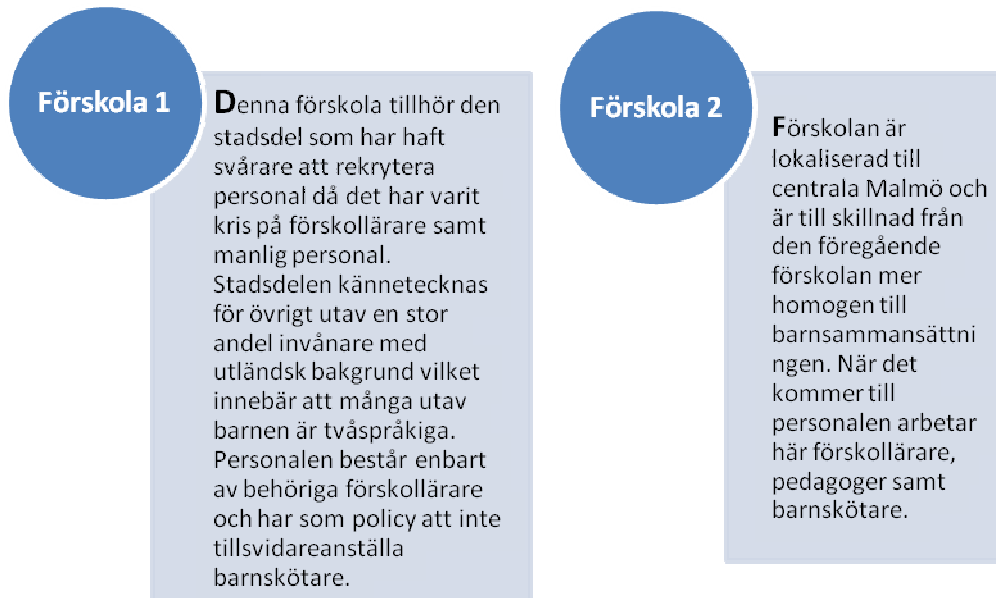 Förskola 1
Denna förskola tillhör den
stadsdel som har haft
svårare att rekrytera
personal då det har varit
kris på förskollärare samt
manlig personal.
Stadsdelen kännetecknas
för övrigt utav en stor
andel invånare med
utländsk bakgrund vilket
innebär att många utav
barnen är tvåspråkiga.
Personalen består enbart
av behöriga förskollärare
och har som policy att inte
tillsvidareanställa
barnskötare.
Förskola 2
Förskolan är
lokaliserad till
centrala Malmö och
är till skillnad från
den föregående
förskolan mer
homogen till
barnsammansättni
ngen. När det
kommer till
personalen arbetar
här förskollärare,
pedagoger samt
barnskötare.